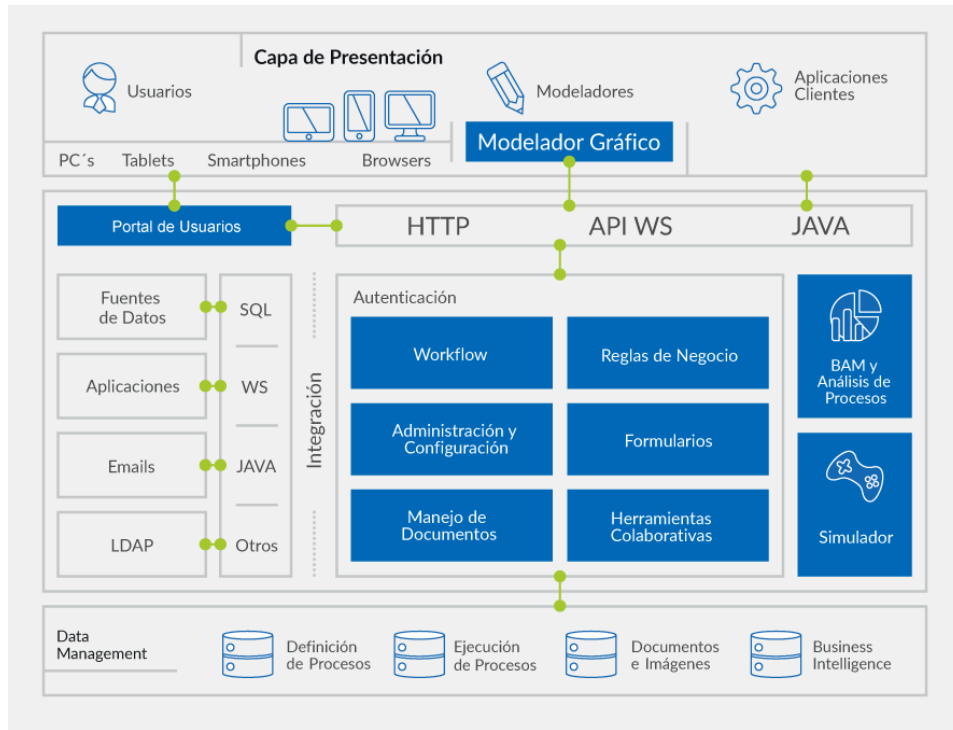 Capa de Presentación
Usuarios
Modeladores
Aplicaciones
Clientes
PC´s
Tablets
Smartphones
Browsers
Modelador Gráfico
Portal de Usuarios
HTTP
API WS
JAVA
Fuentes
de Datos
SQL
Aplicaciones
WS
Emails
JAVA
LDAP
Otros
Integración
Autenticación
Workflow
Reglas de Negocio
Administración y
Configuración
Formularios
Manejo de
Documentos
Herramientas
Colaborativas
BAM y
Análisis de
Procesos
Simulador
Data
Management
Definición
de Procesos
Ejecución
de Procesos
Documentos
e Imágenes
Business
Intelligence